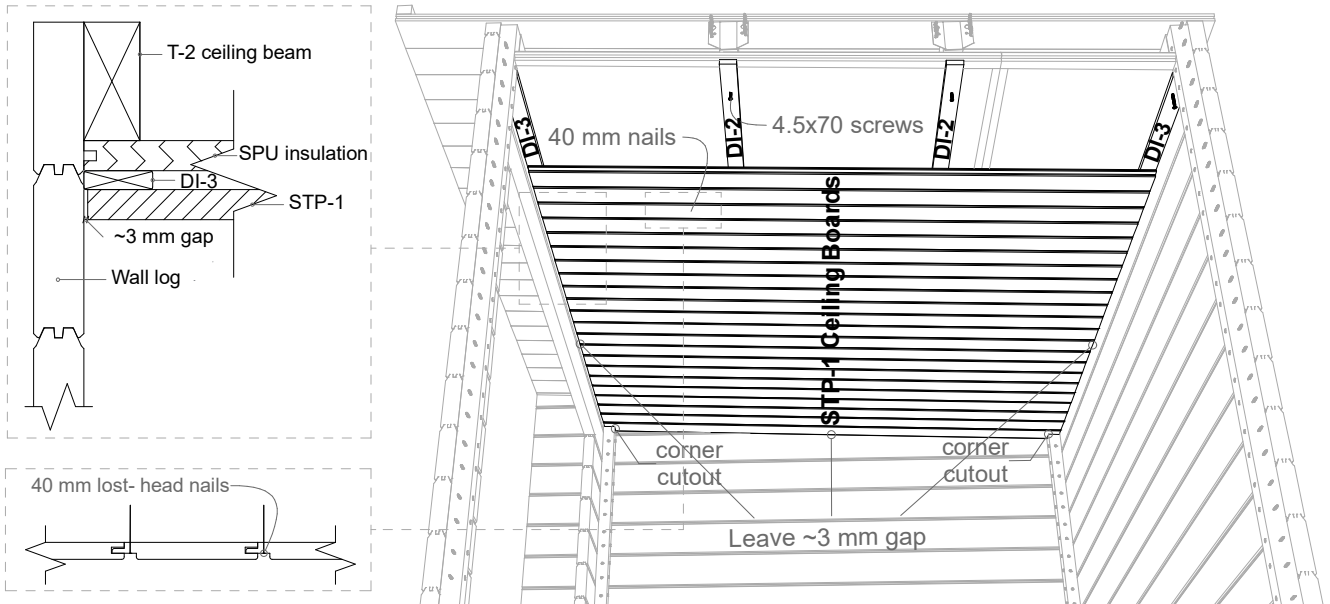 T-2 ceiling beam
SPU insulation
DI-3
STP-1
~3 mm gap
Wall log
40 mm lost- head nails
DI-3
DI-2
DI-2
DI-3
4.5x70 screws
40 mm nails
STP-1 Ceiling Boards
corner
cutout
corner
cutout
Leave ~3 mm gap